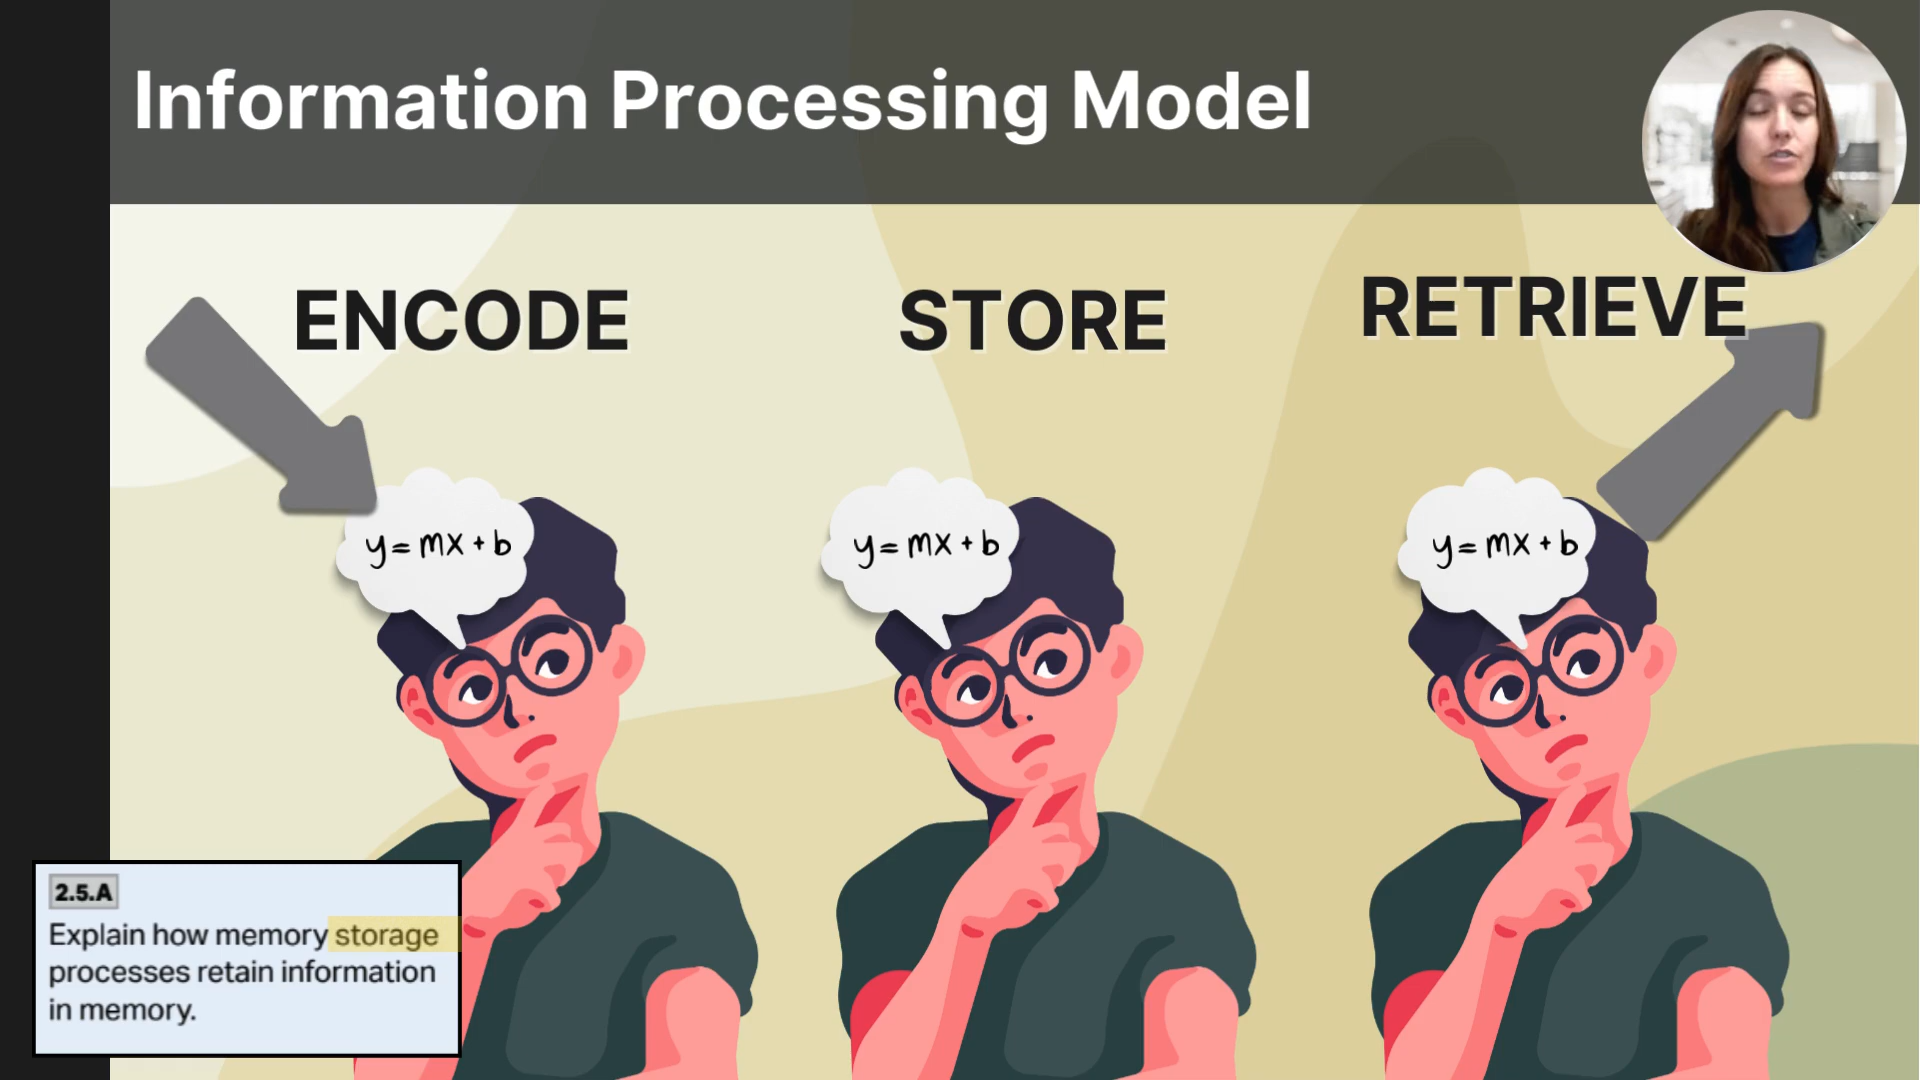 Information Processing Model
ENCODE
STORE
RETRIEVE
y = mx + b
y = mx + b
y = mx + b
2.5.A
Explain how memory storage
processes retain information
in memory.